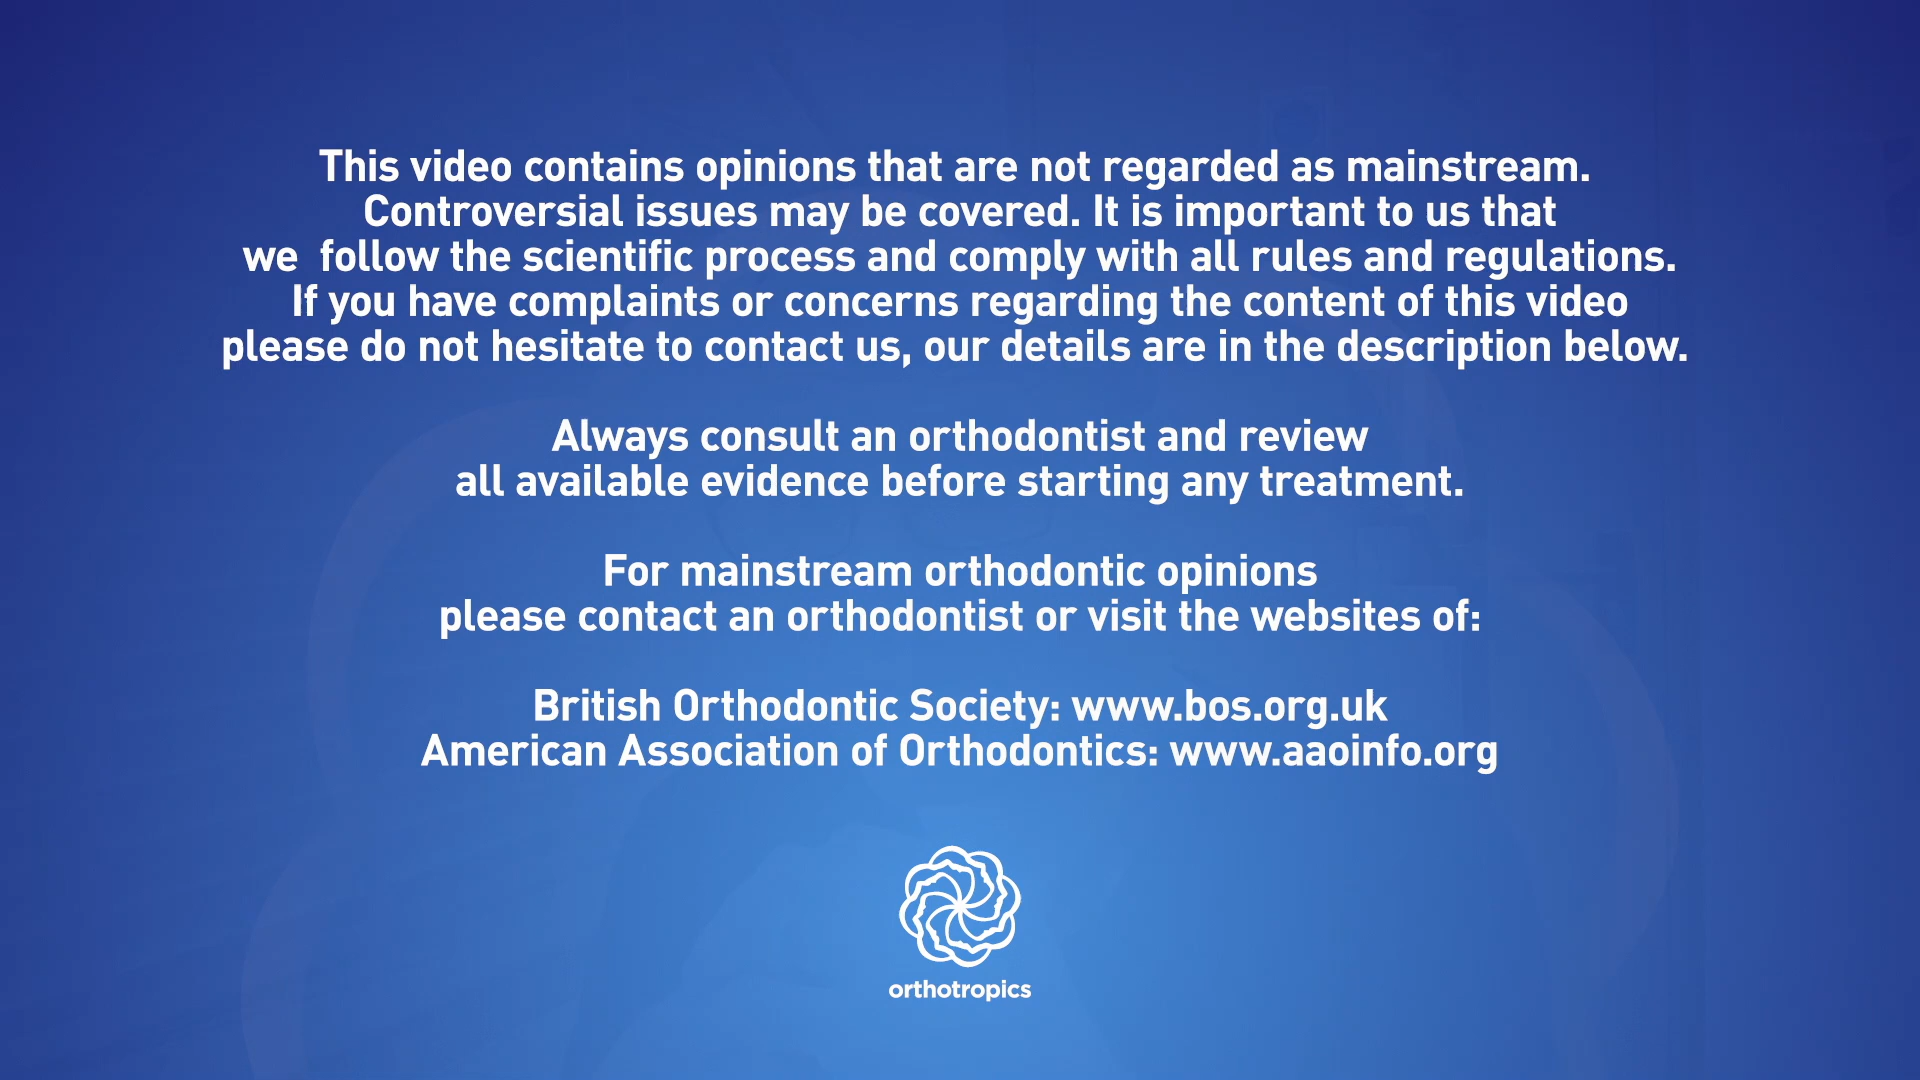 This video contains opinions that are not regarded as mainstream.
Controversial issues may be covered. It is important to us that
we  follow the scientific process and comply with all rules and regulations.
If you have complaints or concerns regarding the content of this video
please do not hesitate to contact us, our details are in the description below.
Always consult an orthodontist and review
all available evidence before starting any treatment.
For mainstream orthodontic opinions
please contact an orthodontist or visit the websites of:
British Orthodontic Society: www.bos.org.uk
American Association of Orthodontics: www.aaoinfo.org
orthotropics